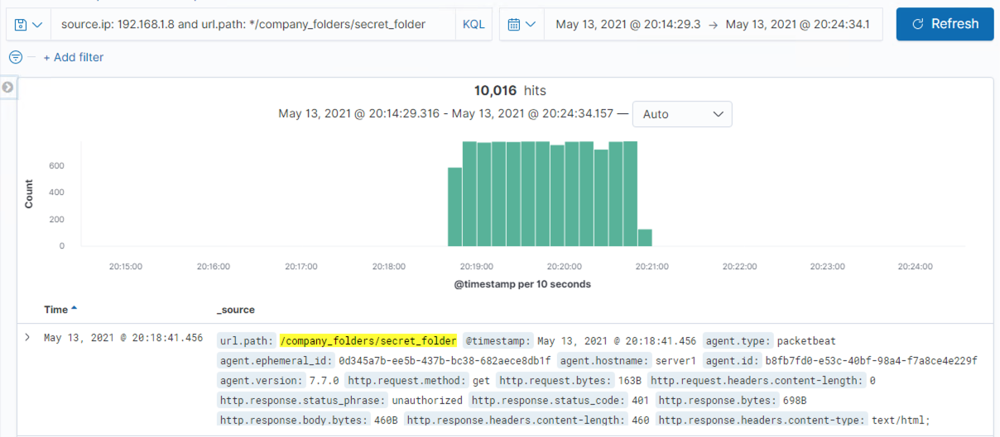 source.ip: 192.168.1.8 and url.path: */company_folders/secret_folder KQL May 13, 2021 @ 20:14:29.3 → May 13, 2021 @ 20:24:34.1 Refresh
+ Add filter
10,016 hits
May 13, 2021 @ 20:14:29.316 - May 13, 2021 @ 20:24:34.157 — Auto
Count
600
400
200
0
20:15:00 20:16:00 20:17:00 20:18:00 20:19:00 20:20:00 20:21:00 20:22:00 20:23:00 20:24:00
@timestamp per 10 seconds
Time _source
May 13, 2021 @ 20:18:41.456 url.path: /company_folders/secret_folder @timestamp: May 13, 2021 @ 20:18:41.456 agent.type: packetbeat
agent.ephemeral_id: 0d345a7b-ee5b-437b-bc38-682aece8db1f agent.hostname: server1 agent.id: b8fb7fd0-e53c-40bf-98a4-f7a8ce4e229f
agent.version: 7.7.0 http.request.method: get http.request.bytes: 163B http.request.headers.content-length: 0
http.response.status_phrase: unauthorized http.response.status_code: 401 http.response.bytes: 698B
http.response.body.bytes: 460B http.response.headers.content-length: 460 http.response.headers.content-type: text/html;